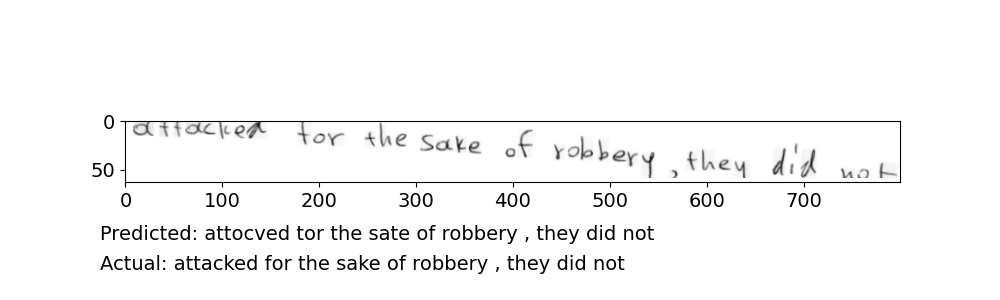 0
attacked for the sake of robbery , they did not
50
0 100 200 300 400 500 600 700
Predicted: attocved tor the sate of robbery , they did not
Actual: attacked for the sake of robbery , they did not